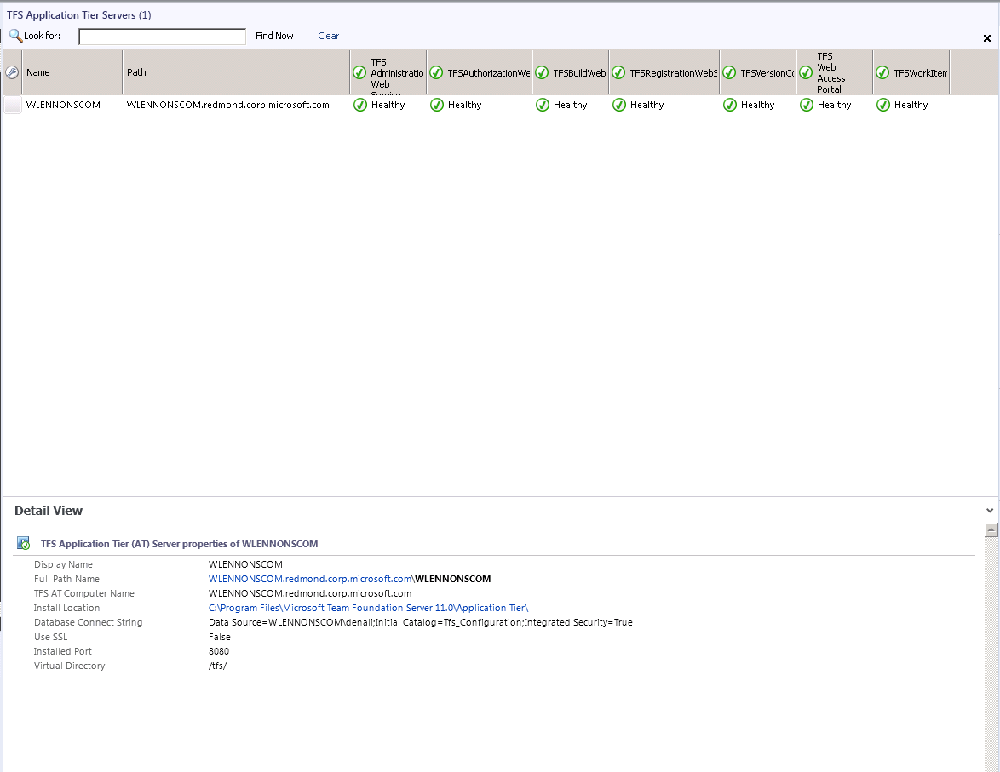 TFS Application Tier Servers (1)
Look for: Find Now Clear
Name Path TFS Administratio Web Service TFSAuthorizationWe TFSBuildWeb TFSRegistrationWebS TFSVersionCo TFS Web Access Portal TFSWorkItem
WLENNONSCOM WLENNONSCOM.redmond.corp.microsoft.com Healthy Healthy Healthy Healthy Healthy Healthy Healthy
Detail View
TFS Application Tier (AT) Server properties of WLENNONSCOM
Display Name WLENNONSCOM
Full Path Name WLENNONSCOM.redmond.corp.microsoft.com\WLENNONSCOM
TFS AT Computer Name WLENNONSCOM.redmond.corp.microsoft.com
Install Location C:\Program Files\Microsoft Team Foundation Server 11.0\Application Tier\
Database Connect String Data Source=WLENNONSCOM\denali;Initial Catalog=Tfs_Configuration;Integrated Security=True
Use SSL False
Installed Port 8080
Virtual Directory /tfs/